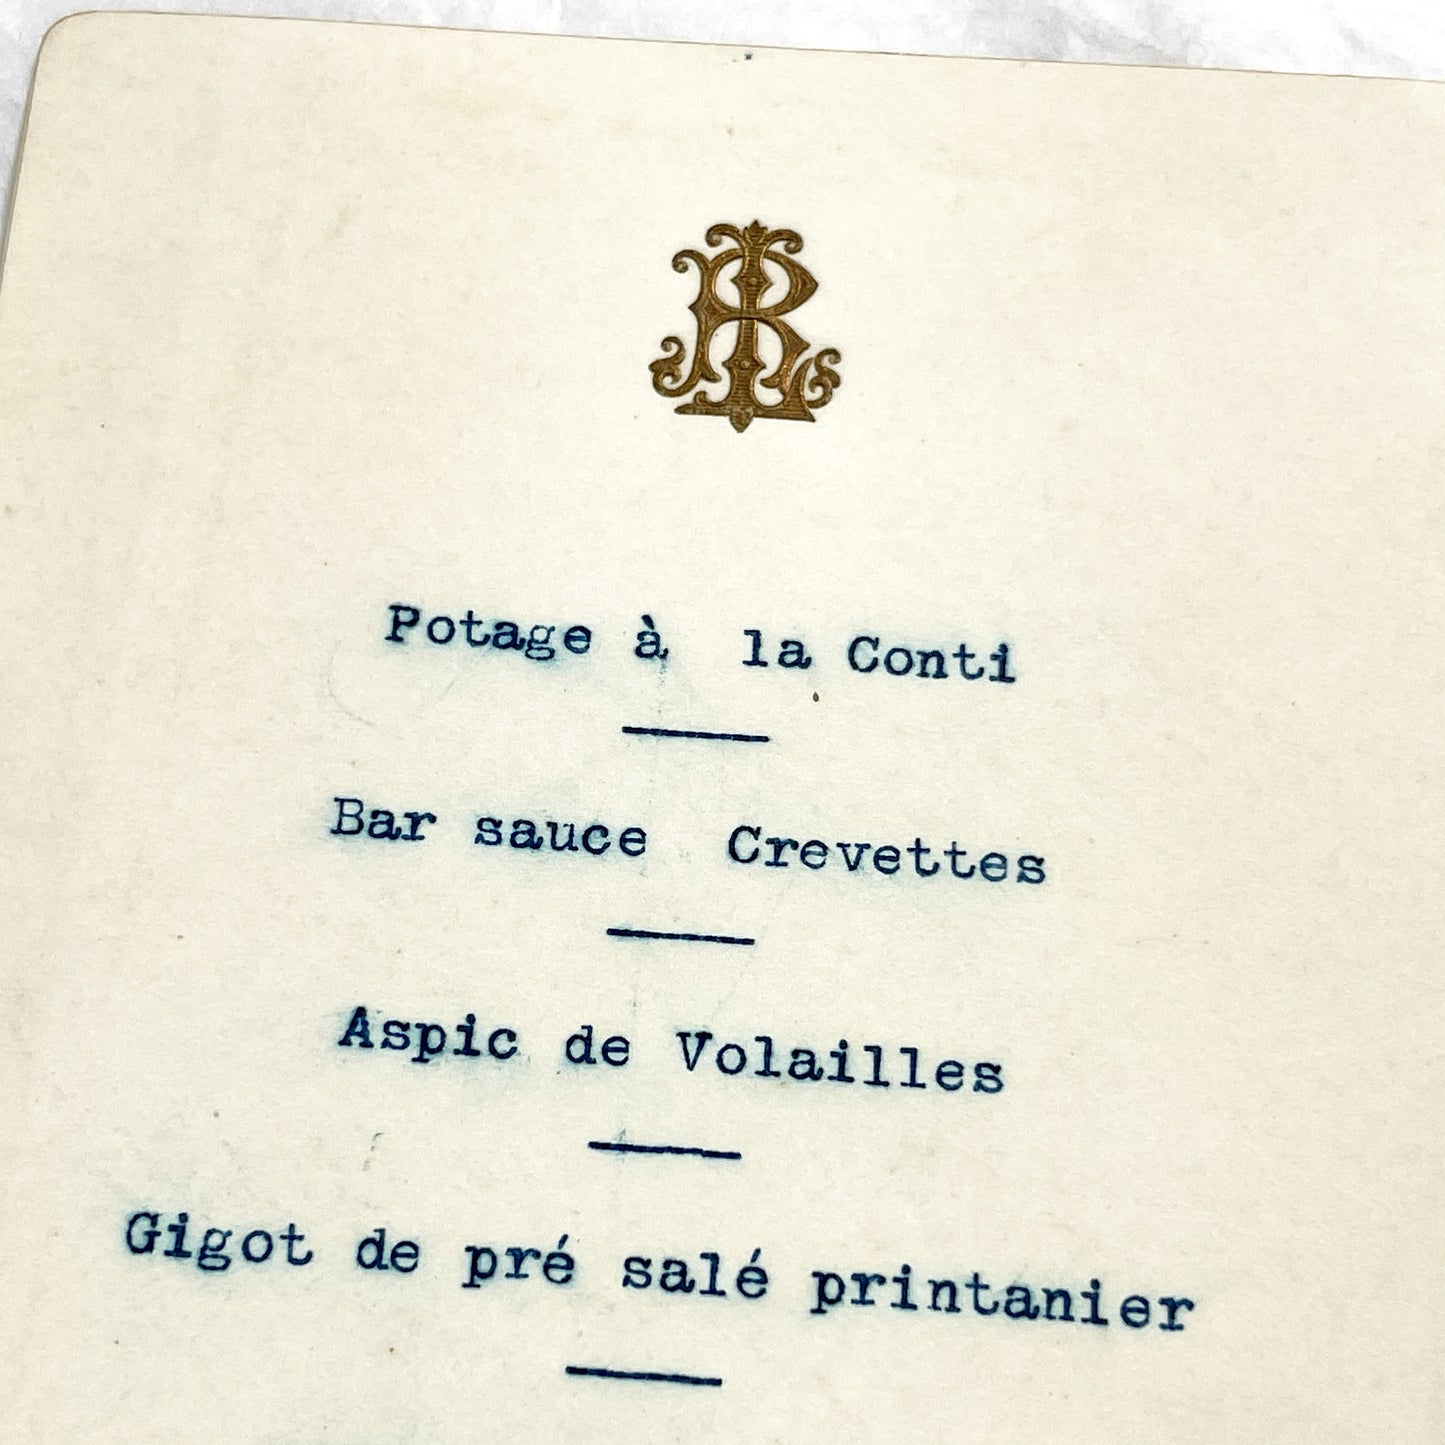 Potage à la Conti
Bar sauce Crevettes
Aspic de Volailles
Gigot de pré salé printanier